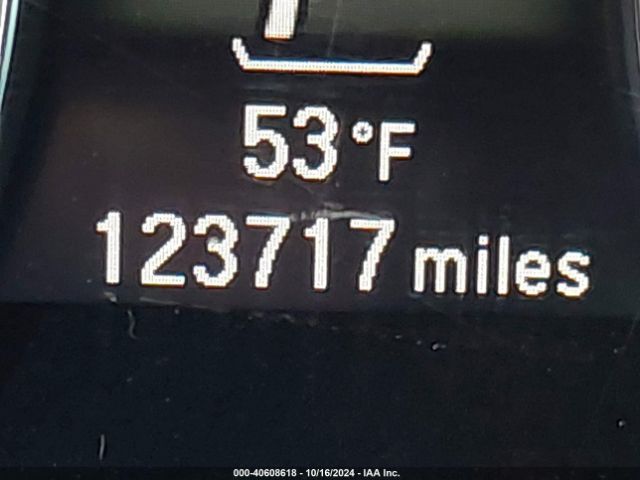 53°F
123717 miles
000-40608618 - 10/16/2024 - IAA Inc.